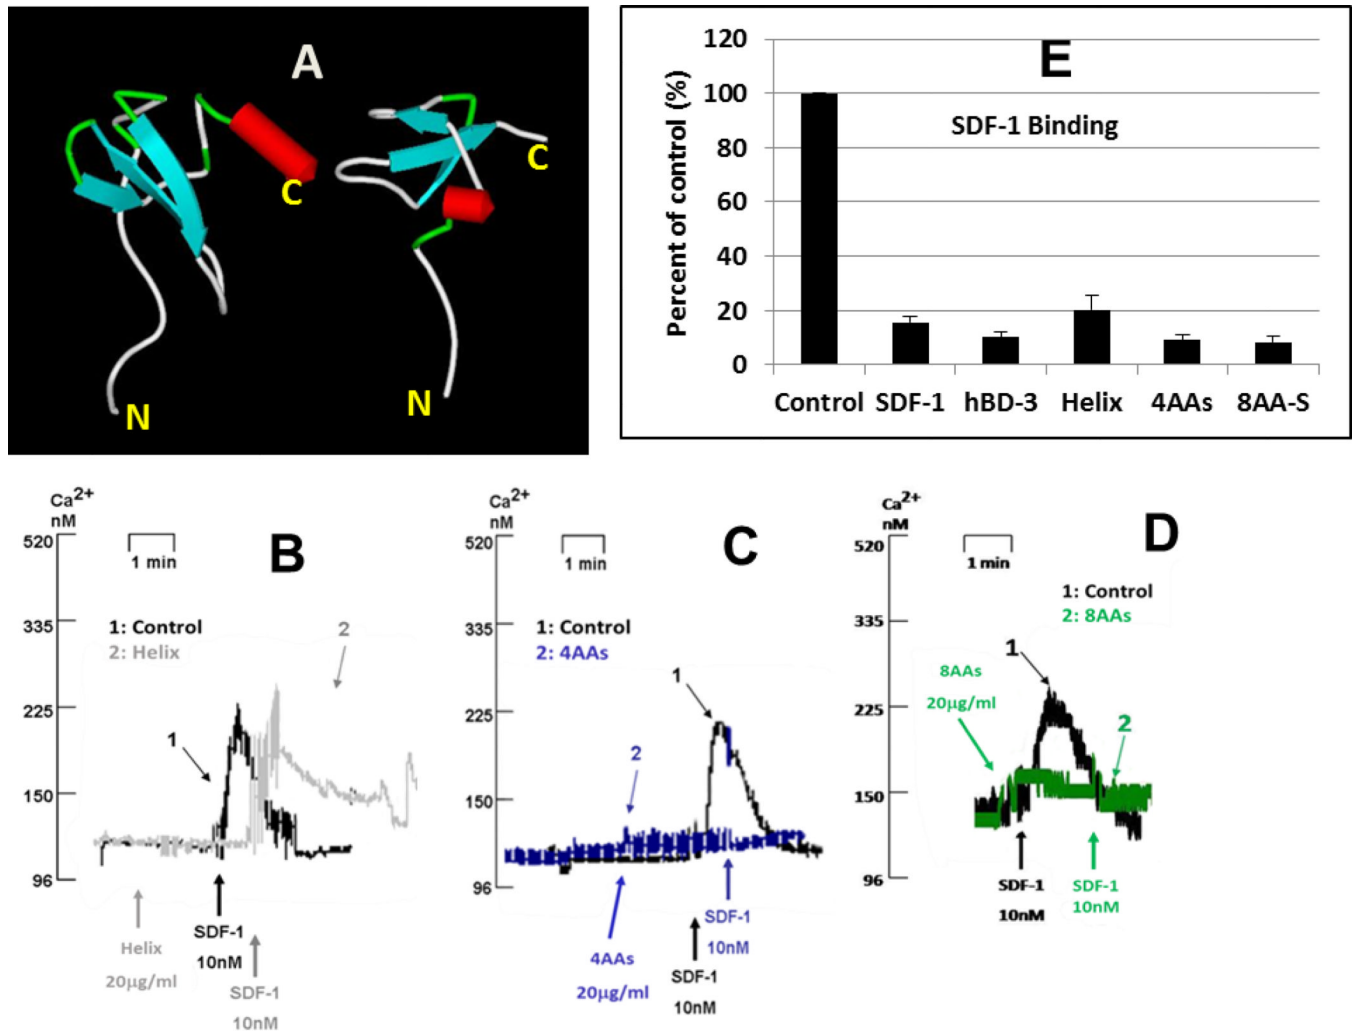 A
C
C
N
N
E
SDF-1 Binding
Percent of control (%)
120
100
80
60
40
20
0
Control SDF-1 hBD-3 Helix 4AAs 8AA-S
Ca2+
nM
520
335
225
150
96
1 min
B
1: Control
2: Helix
2
1
SDF-1
10nM
Helix
20μg/ml
SDF-1
10nM
Ca2+
nM
520
335
225
150
96
1 min
C
1: Control
2: 4AAs
1
2
SDF-1
10nM
4AAs
20μg/ml
SDF-1
10nM
Ca2+
nM
520
335
225
150
96
1 min
D
1: Control
2: 8AAs
1
8AAs
20μg/ml
2
SDF-1
10nM
SDF-1
10nM